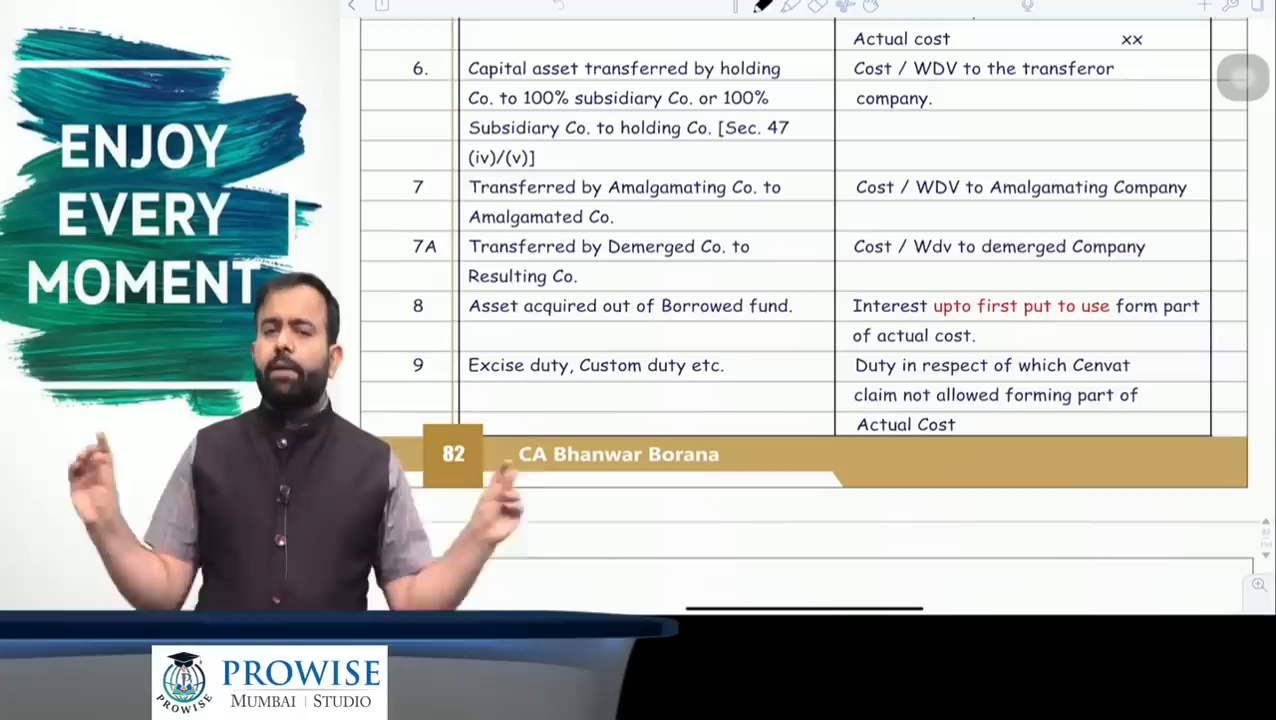 ENJOY
EVERY
MOMENT
Actual cost xx
6. Capital asset transferred by holding Cost / WDV to the transferor
Co. to 100% subsidiary Co. or 100% company.
Subsidiary Co. to holding Co. [Sec. 47
(iv)/(v)]
7 Transferred by Amalgamating Co. to Cost / WDV to Amalgamating Company
Amalgamated Co.
7A Transferred by Demerged Co. to Cost / Wdv to demerged Company
Resulting Co.
8 Asset acquired out of Borrowed fund. Interest upto first put to use form part
of actual cost.
9 Excise duty, Custom duty etc. Duty in respect of which Cenvat
claim not allowed forming part of
Actual Cost
82 CA Bhanwar Borana
PROWISE
MUMBAI | STUDIO
PROWISE